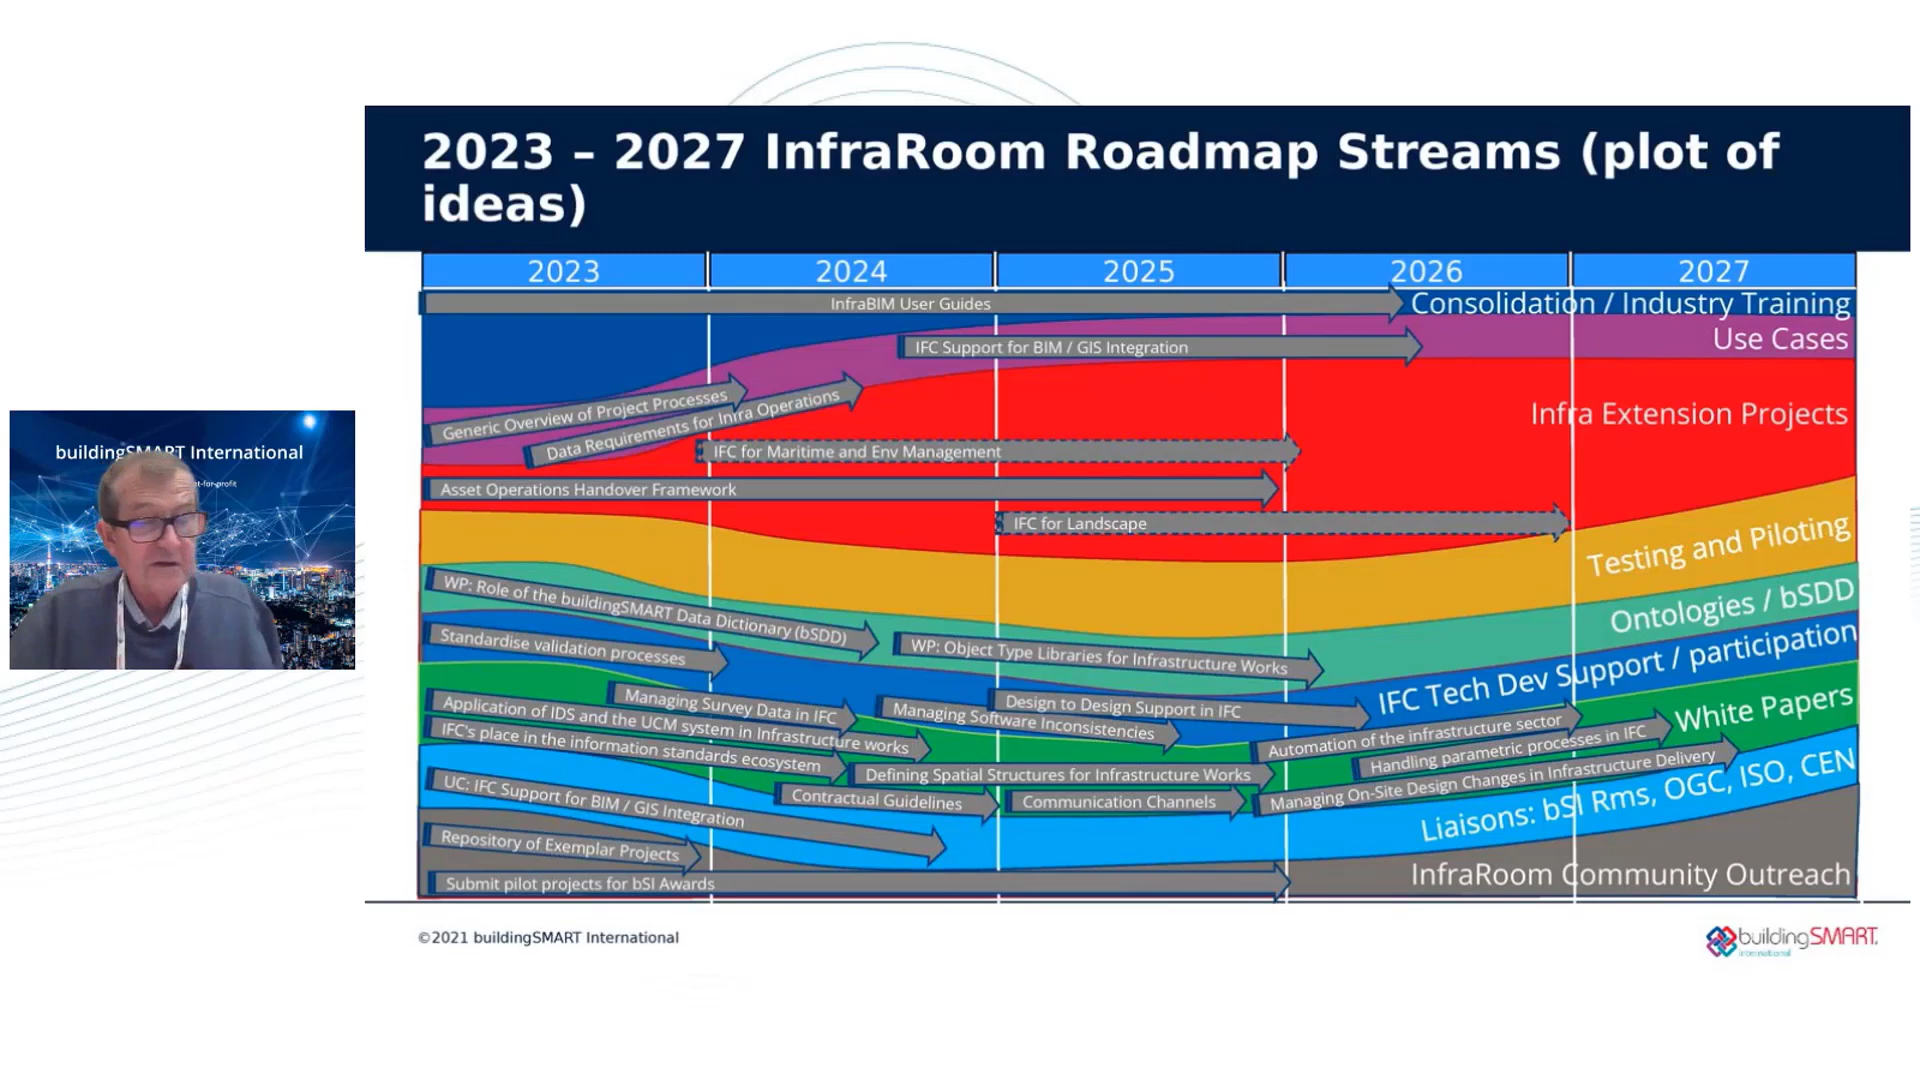 2023 – 2027 InfraRoom Roadmap Streams (plot of
ideas)
2023
2024
2025
2026
2027
InfraBIM User Guides
Consolidation / Industry Training
Use Cases
IFC Support for BIM / GIS Integration
Generic Overview of Project Processes
Data Requirements for Infra Operations
Infra Extension Projects
IFC for Maritime and Env Management
Asset Operations Handover Framework
IFC for Landscape
Testing and Piloting
WP: Role of the buildingSMART Data Dictionary (bSDD)
Ontologies / bSDD
WP: Object Type Libraries for Infrastructure Works
Standardise validation processes
IFC Tech Dev Support / participation
Managing Survey Data in IFC
Design to Design Support in IFC
Managing Software Inconsistencies
White Papers
Application of IDS and the UCM system in Infrastructure works
IFC's place in the information standards ecosystem
Automation of the infrastructure sector
Handling parametric processes in IFC
Managing On-Site Design Changes in Infrastructure Delivery
Defining Spatial Structures for Infrastructure Works
Contractual Guidelines
Communication Channels
Liaisons: bSI Rms, OGC, ISO, CEN
UC: IFC Support for BIM / GIS Integration
Repository of Exemplar Projects
Submit pilot projects for bSI Awards
InfraRoom Community Outreach
©2021 buildingSMART International
buildingSMART
International
buildingSMART International
t-for-profit